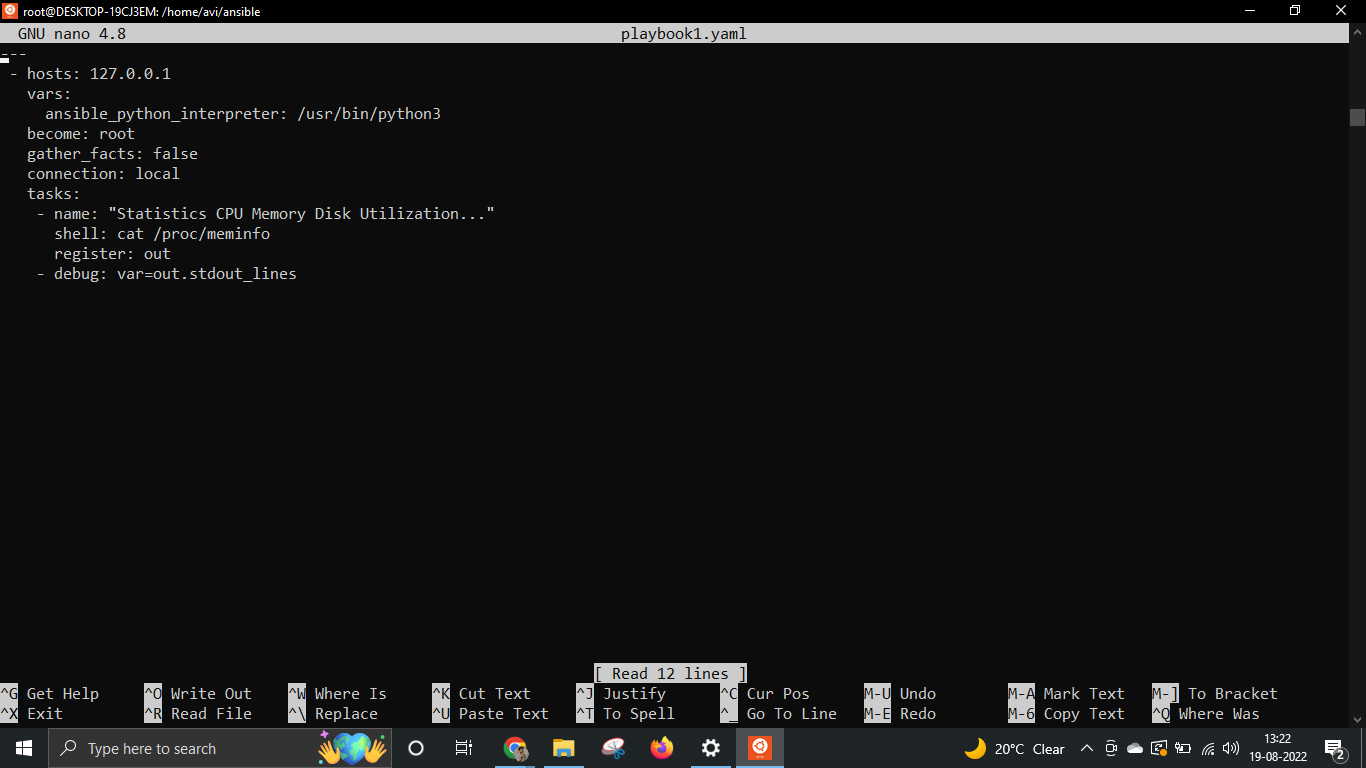 root@DESKTOP-19CJ3EM: /home/avi/ansible
GNU nano 4.8 playbook1.yaml
---
- hosts: 127.0.0.1
vars:
ansible_python_interpreter: /usr/bin/python3
become: root
gather_facts: false
connection: local
tasks:
- name: "Statistics CPU Memory Disk Utilization..."
shell: cat /proc/meminfo
register: out
- debug: var=out.stdout_lines
[ Read 12 lines ]
^G Get Help ^O Write Out ^W Where Is ^K Cut Text ^J Justify ^C Cur Pos M-U Undo M-A Mark Text M-] To Bracket
^X Exit ^R Read File ^\ Replace ^U Paste Text ^T To Spell ^_ Go To Line M-E Redo M-6 Copy Text ^Q Where Was
Type here to search 20°C Clear 13:22
19-08-2022 2